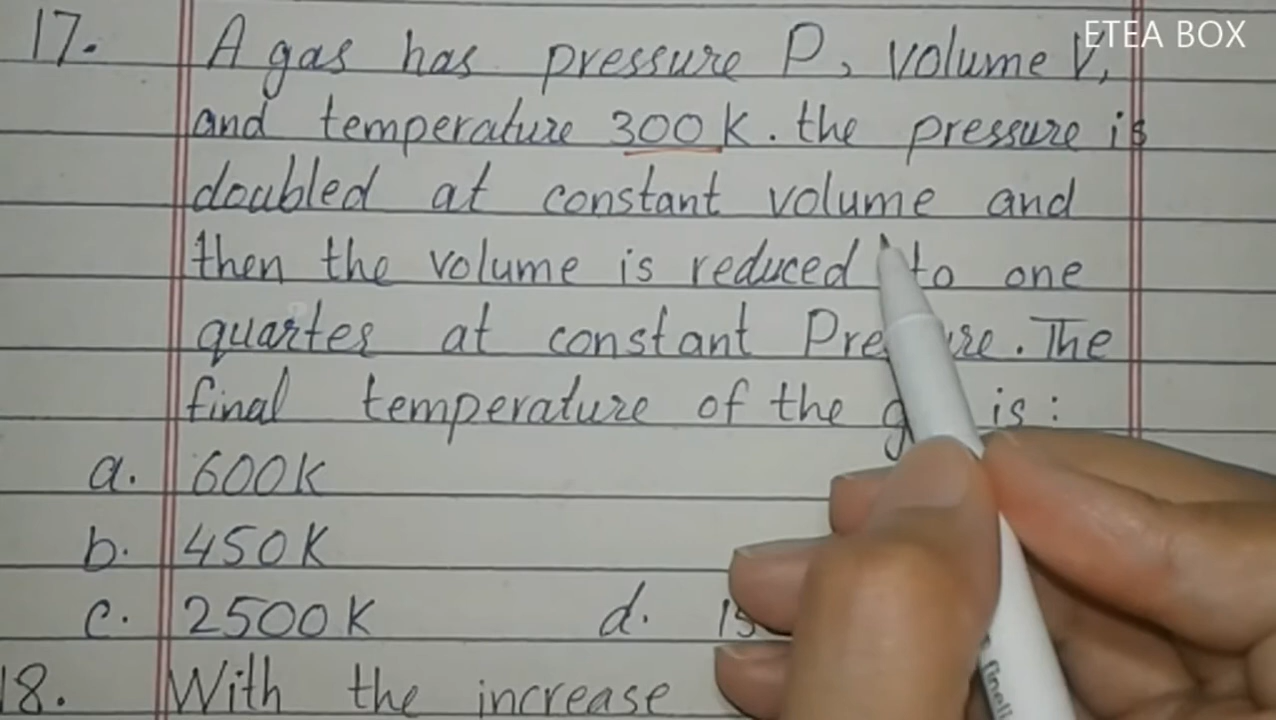 ETEA BOX
17. A gas has pressure P, volume V,
and temperature 300 K. the pressure is
doubled at constant volume and
then the volume is reduced to one
quarter at constant The
final temperature of the is:
a. 600K
b. 450K
c. 2500K d.
18. With the increase